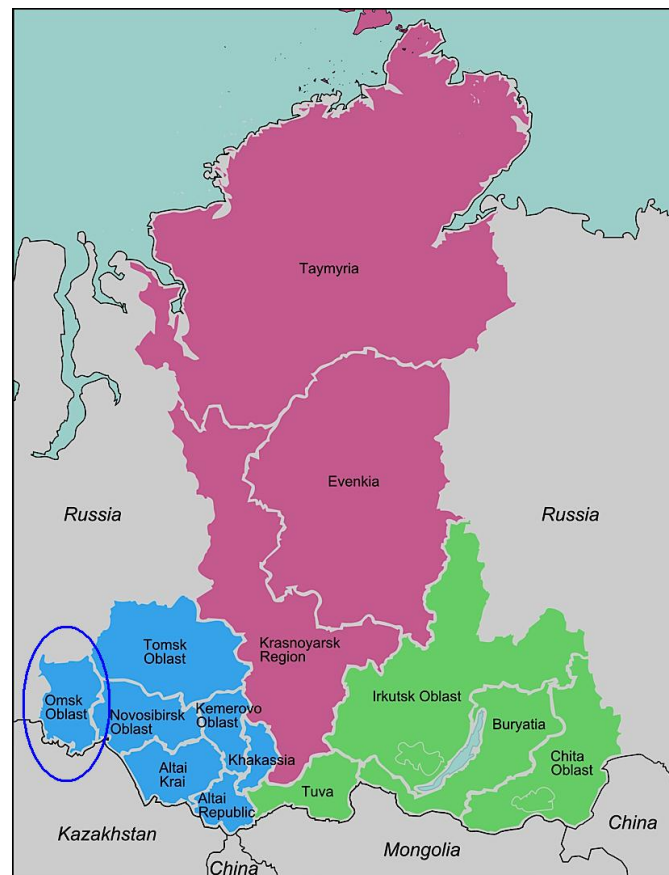 Taymyria
Evenkia
Russia
Russia
Tomsk
Oblast
Krasnoyarsk
Region
Omsk
Oblast
Novosibirsk
Oblast
Kemerovo
Oblast
Irkutsk Oblast
Buryatia
Khakassia
Chita
Oblast
Altai
Krai
Altai
Republic
Tuva
Kazakhstan
China
Mongolia
China